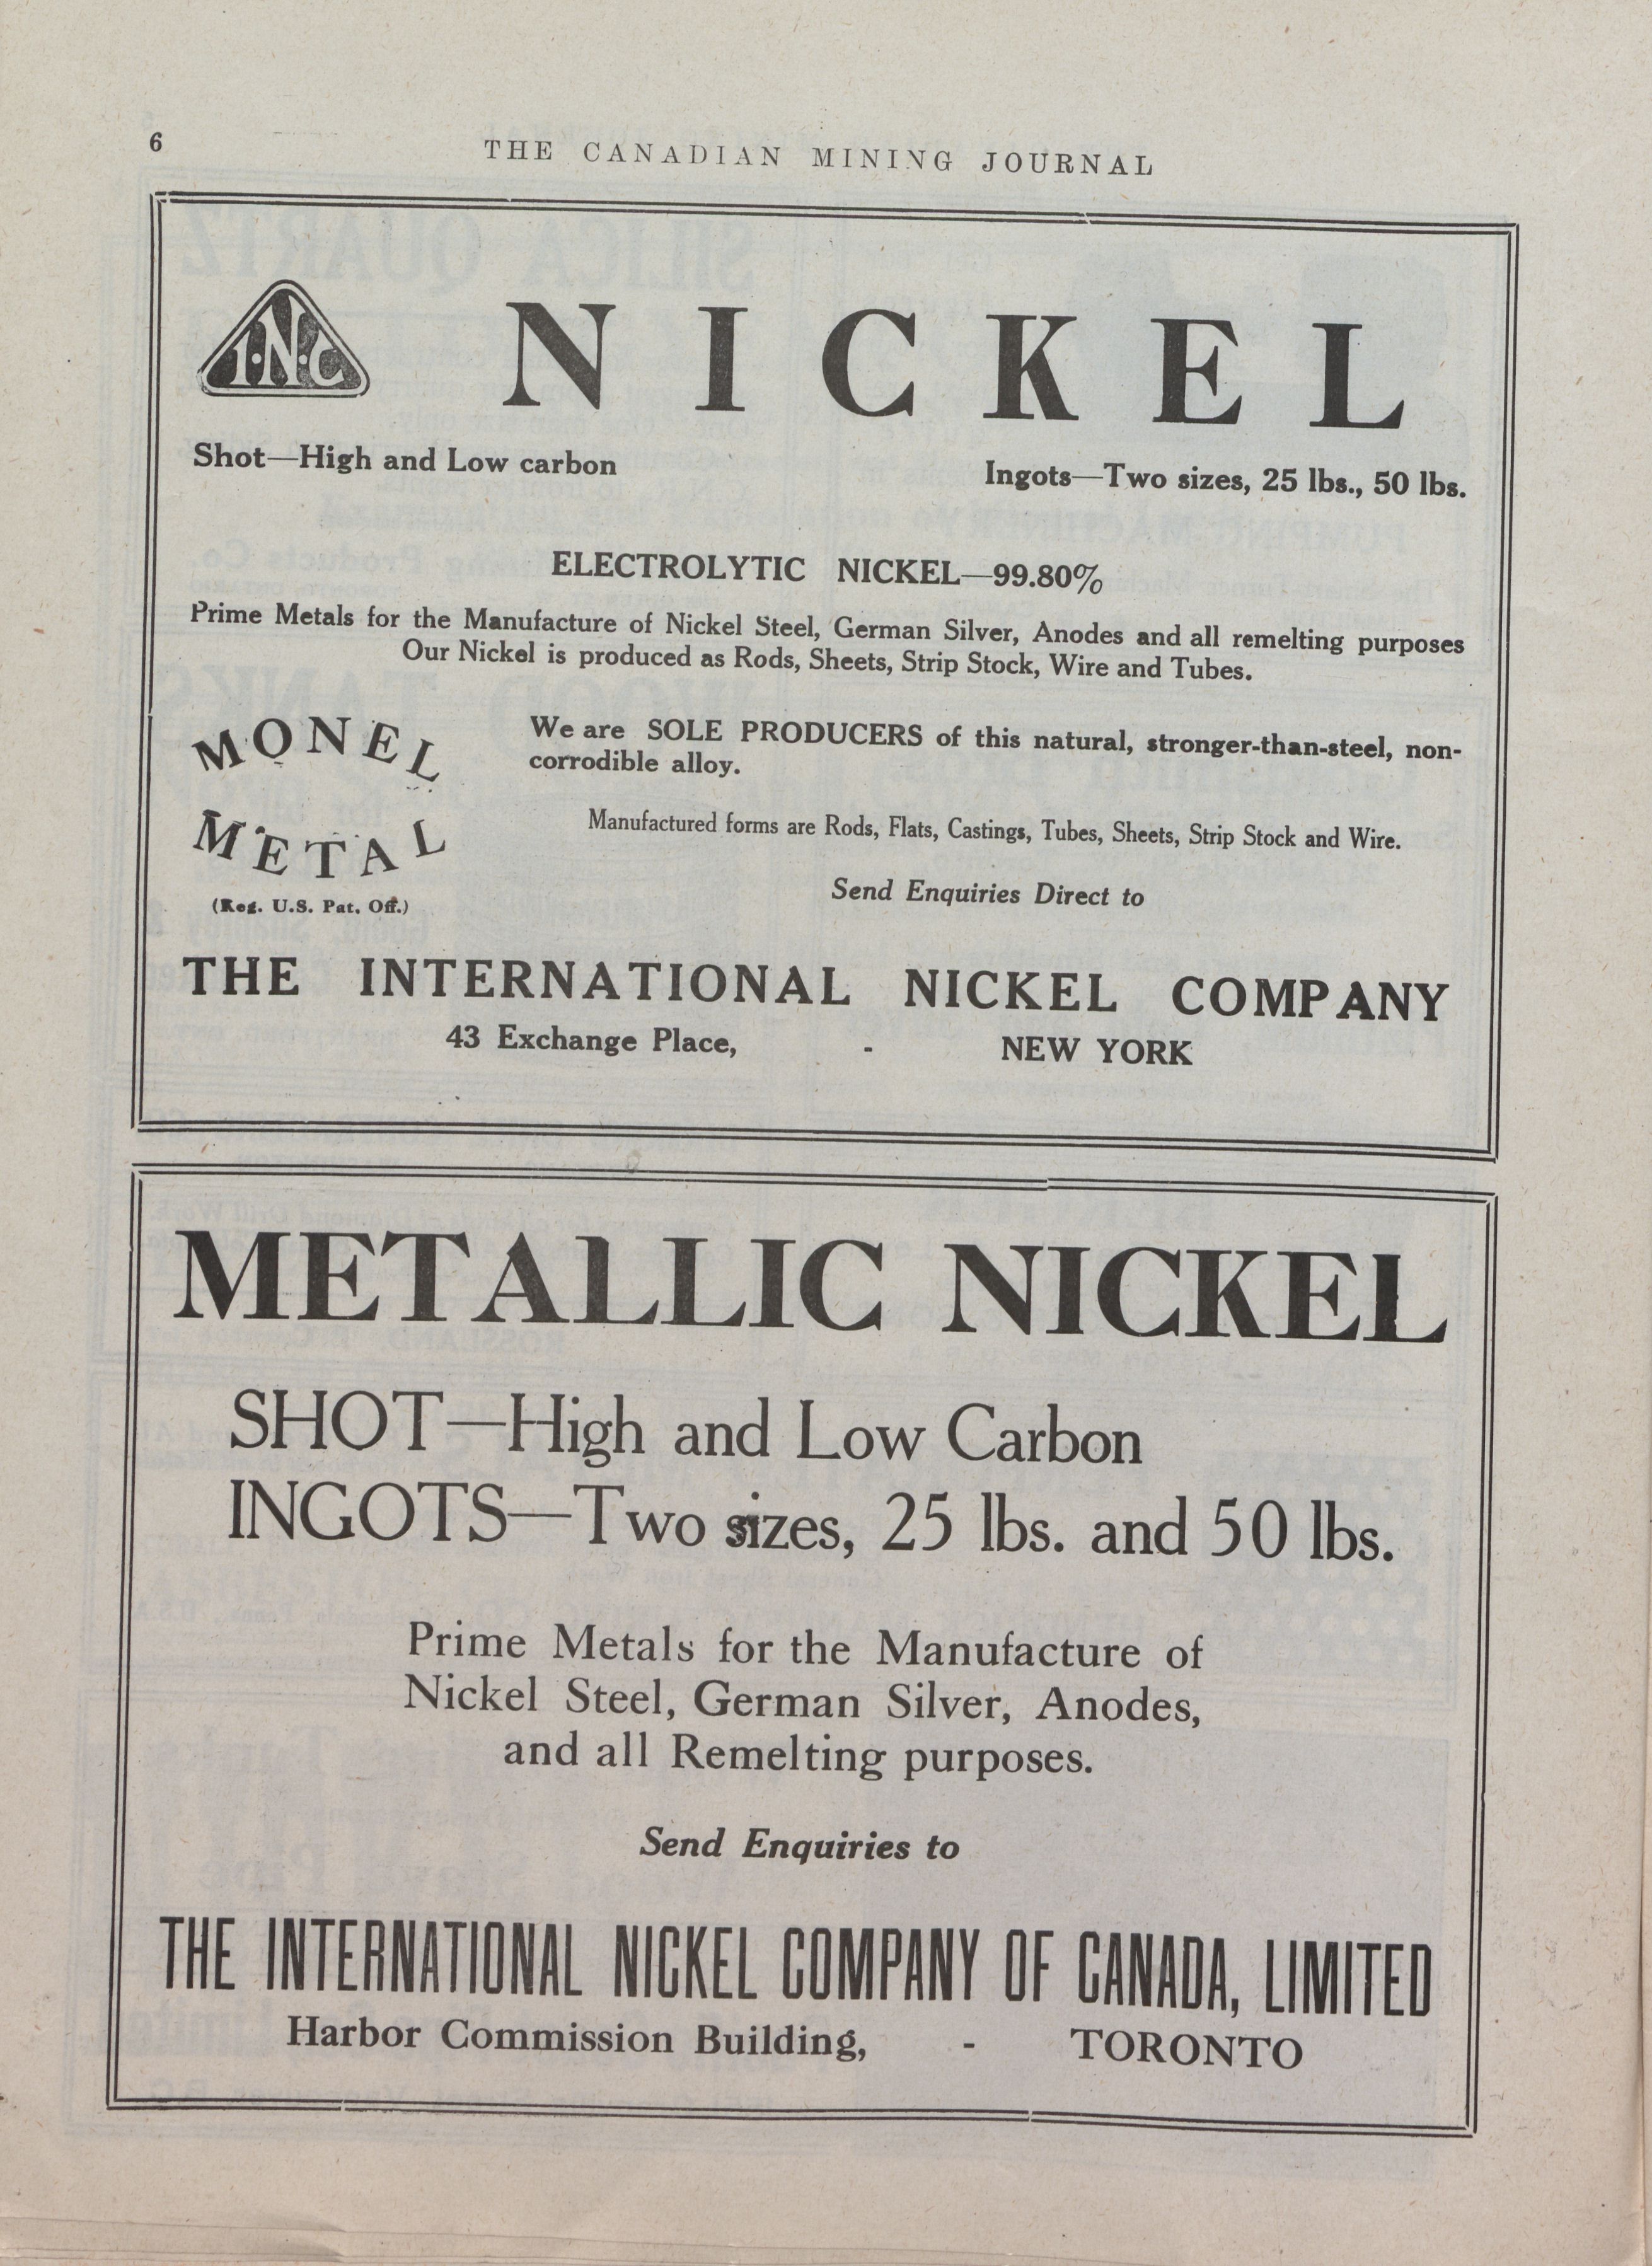 6
THE CANADIAN MINING JOURNAL
I·N·C
NICKEL
Shot—High and Low carbon
Ingots—Two sizes, 25 lbs., 50 lbs.
ELECTROLYTIC NICKEL—99.80%
Prime Metals for the Manufacture of Nickel Steel, German Silver, Anodes and all remelting purposes
Our Nickel is produced as Rods, Sheets, Strip Stock, Wire and Tubes.
MONEL
METAL
(Reg. U.S. Pat. Off.)
We are SOLE PRODUCERS of this natural, stronger-than-steel, non-
corrodible alloy.
Manufactured forms are Rods, Flats, Castings, Tubes, Sheets, Strip Stock and Wire.
Send Enquiries Direct to
THE INTERNATIONAL NICKEL COMPANY
43 Exchange Place, - NEW YORK
METALLIC NICKEL
SHOT—High and Low Carbon
INGOTS—Two sizes, 25 lbs. and 50 lbs.
Prime Metals for the Manufacture of
Nickel Steel, German Silver, Anodes,
and all Remelting purposes.
Send Enquiries to
THE INTERNATIONAL NICKEL COMPANY OF CANADA, LIMITED
Harbor Commission Building, - TORONTO